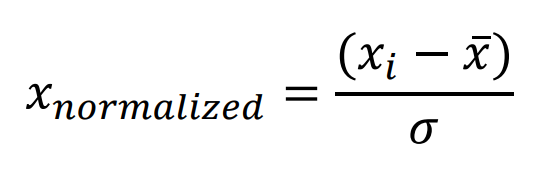 x_normalized = (x_i − x̄) / σ